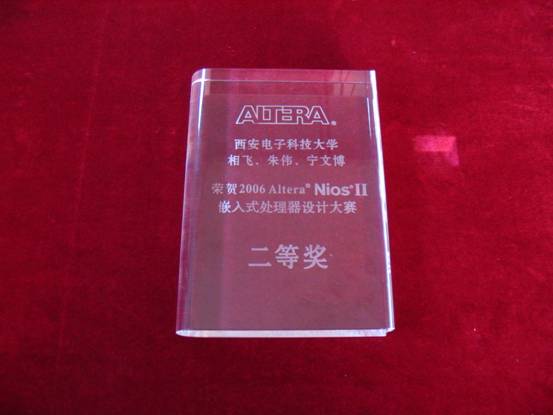 ALTERA®
西安电子科技大学
相飞、朱伟、宁文博
荣贺2006 Altera® Nios® II
嵌入式处理器设计大赛
二等奖